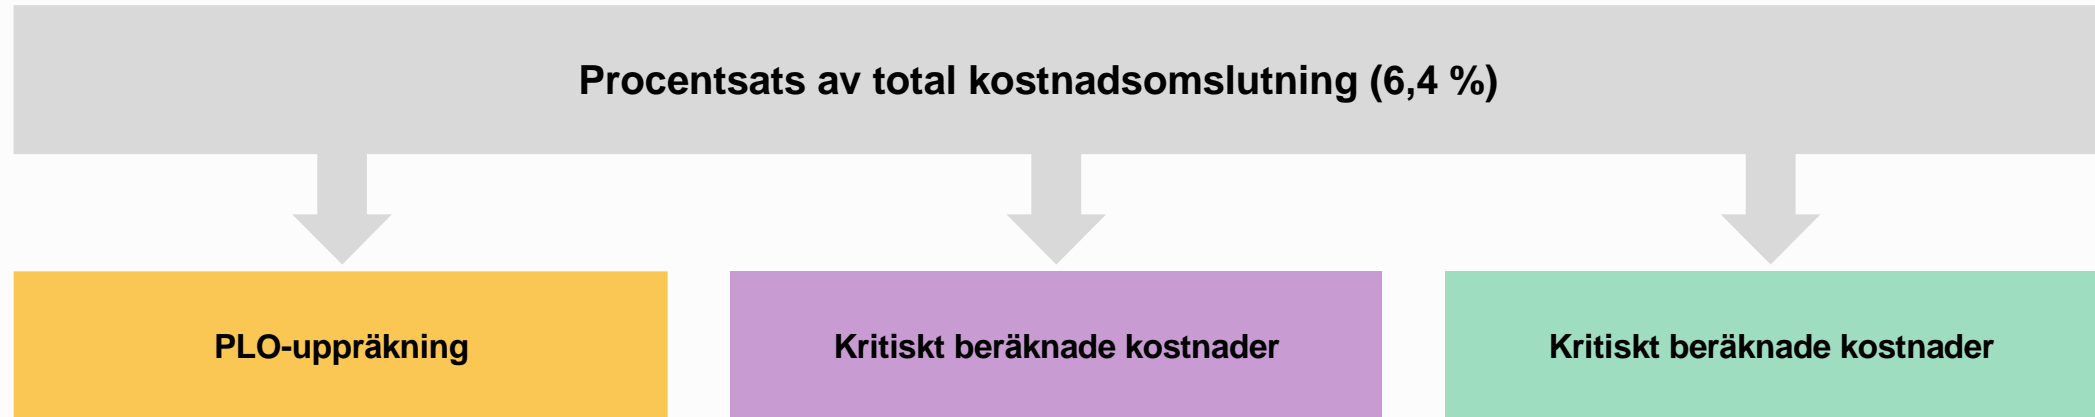 Procentsats av total kostnadsomslutning (6,4 %)
PLO-uppräkning
Kritiskt beräknade kostnader
Kritiskt beräknade kostnader